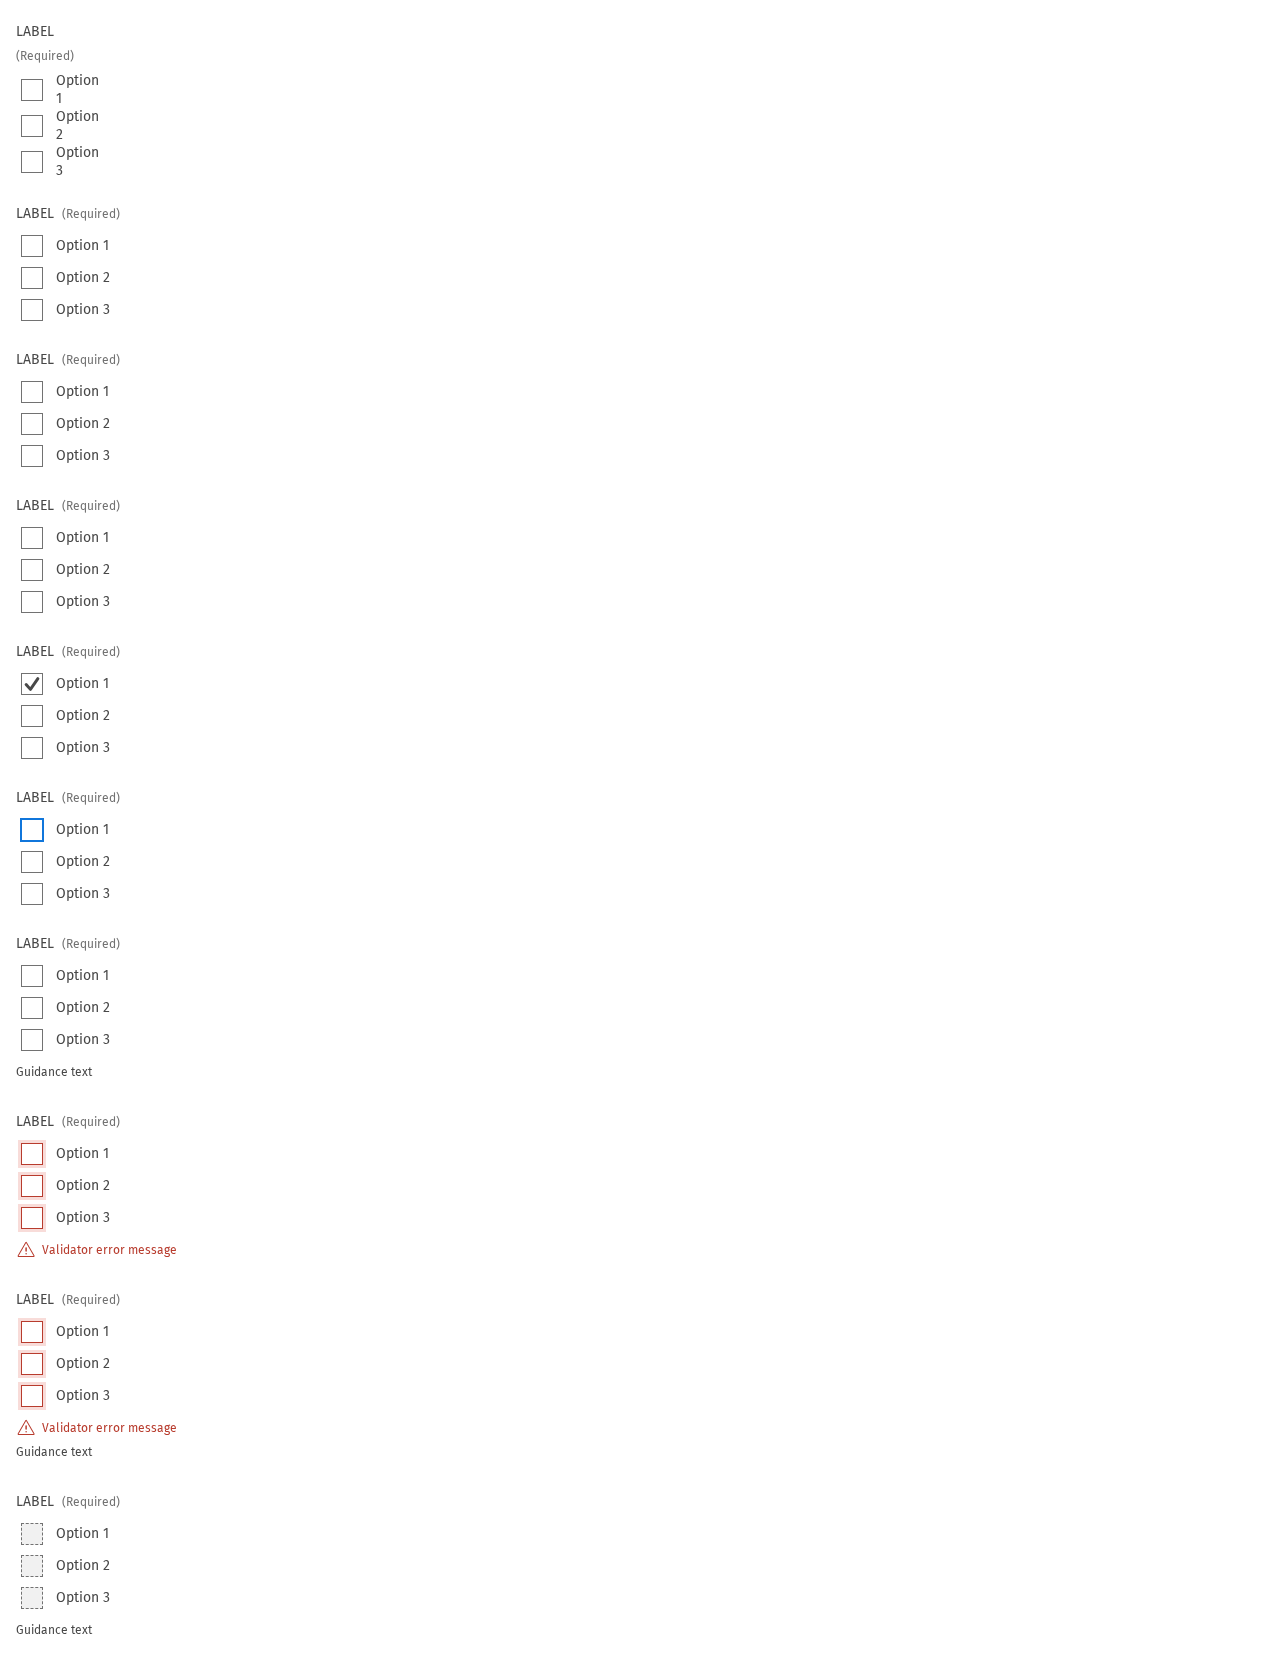 LABEL
(Required)
Option
1
Option
2
Option
3
LABEL (Required)
Option 1
Option 2
Option 3
LABEL (Required)
Option 1
Option 2
Option 3
LABEL (Required)
Option 1
Option 2
Option 3
LABEL (Required)
Option 1
Option 2
Option 3
LABEL (Required)
Option 1
Option 2
Option 3
LABEL (Required)
Option 1
Option 2
Option 3
Guidance text
LABEL (Required)
Option 1
Option 2
Option 3
Validator error message
LABEL (Required)
Option 1
Option 2
Option 3
Validator error message
Guidance text
LABEL (Required)
Option 1
Option 2
Option 3
Guidance text